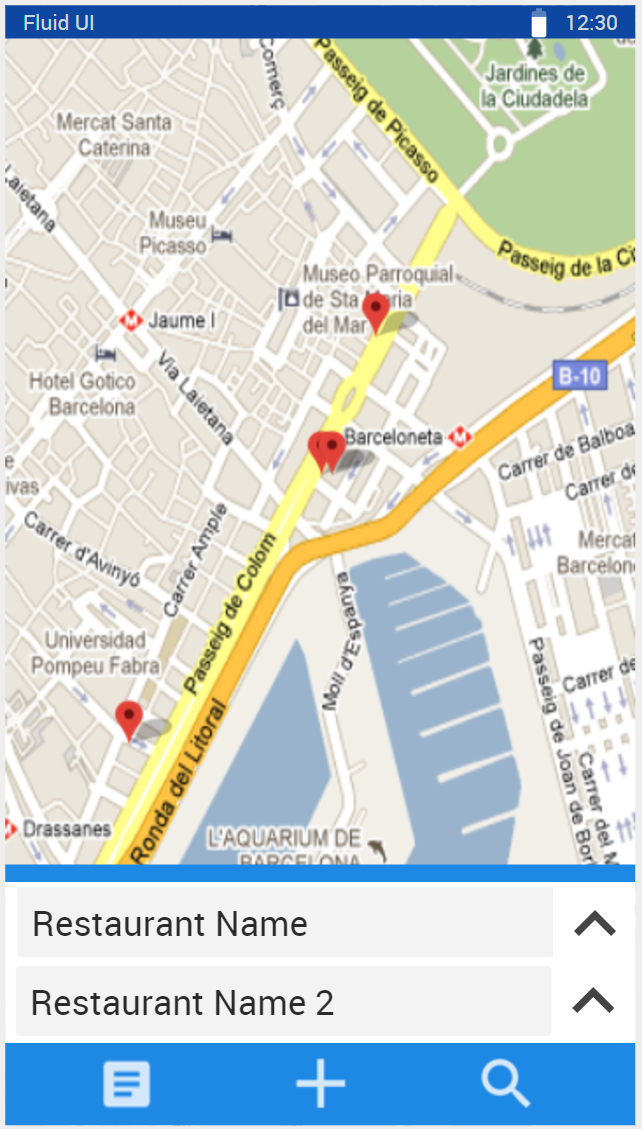 Fluid UI 12:30
Comerç
Passeig de Picasso
Jardines de
la Ciudadela
Mercat Santa
Caterina
Laietana
Museu
Picasso
Passeig de la Ci
Museo Parroquial
de Sta Maria
del Mar
M Jaume I
B-10
Hotel Gotico
Barcelona
Via Laietana
Barceloneta M
Carrer de Balboa
Carrer de
ivas
Carrer d'Avinyó
Carrer Ample
Passeig de Colom
Mercat
Barcelon
Moll d'Espanya
Universidad
Pompeu Fabra
Passeig de Joan de Bor
Carrer de
Ronda del Litoral
Carrer del M
Drassanes
L'AQUARIUM DE
BARCELONA
Restaurant Name
Restaurant Name 2